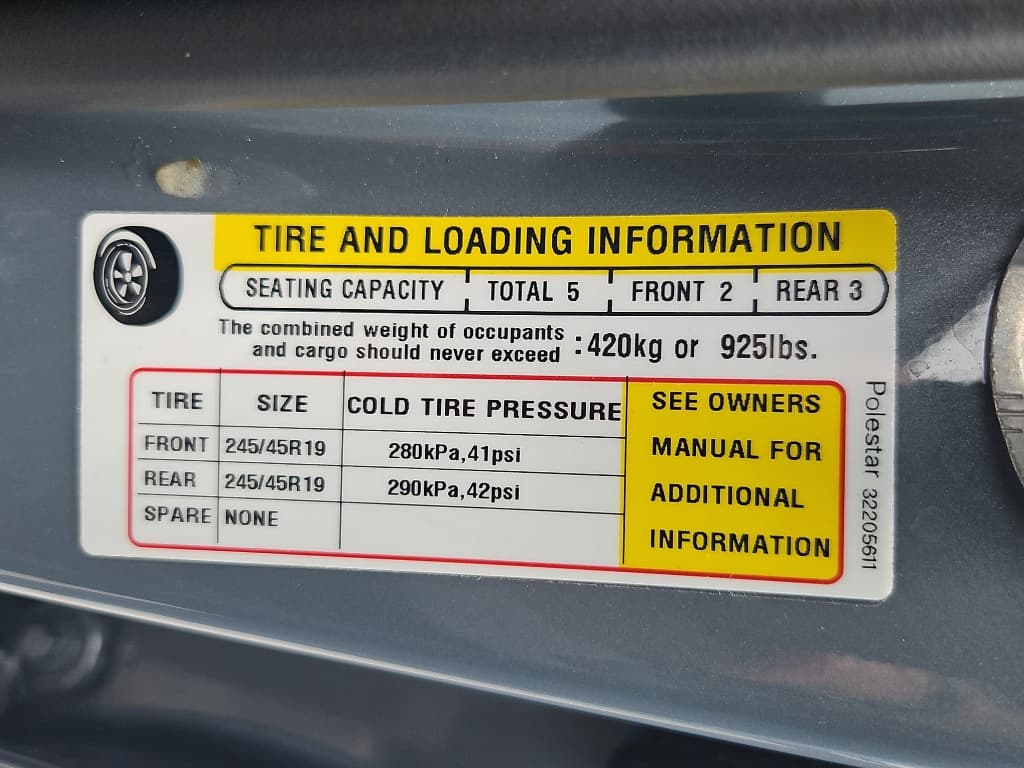 TIRE AND LOADING INFORMATION
SEATING CAPACITY TOTAL 5 FRONT 2 REAR 3
The combined weight of occupants
and cargo should never exceed :420kg or 925lbs.
TIRE SIZE COLD TIRE PRESSURE
FRONT 245/45R19 280kPa,41psi
REAR 245/45R19 290kPa,42psi
SPARE NONE
SEE OWNERS
MANUAL FOR
ADDITIONAL
INFORMATION
Polestar 32205611